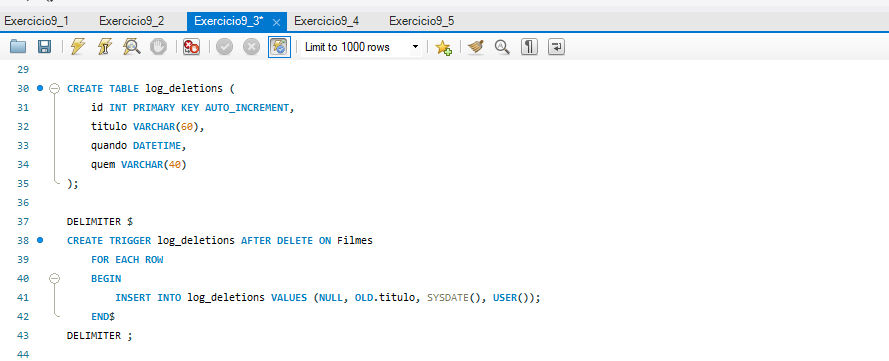 Exercicio9_1 Exercicio9_2 Exercicio9_3* Exercicio9_4 Exercicio9_5
Limit to 1000 rows
29
30 CREATE TABLE log_deletions (
31 id INT PRIMARY KEY AUTO_INCREMENT,
32 titulo VARCHAR(60),
33 quando DATETIME,
34 quem VARCHAR(40)
35 );
36
37 DELIMITER $
38 CREATE TRIGGER log_deletions AFTER DELETE ON Filmes
39 FOR EACH ROW
40 BEGIN
41 INSERT INTO log_deletions VALUES (NULL, OLD.titulo, SYSDATE(), USER());
42 END$
43 DELIMITER ;
44